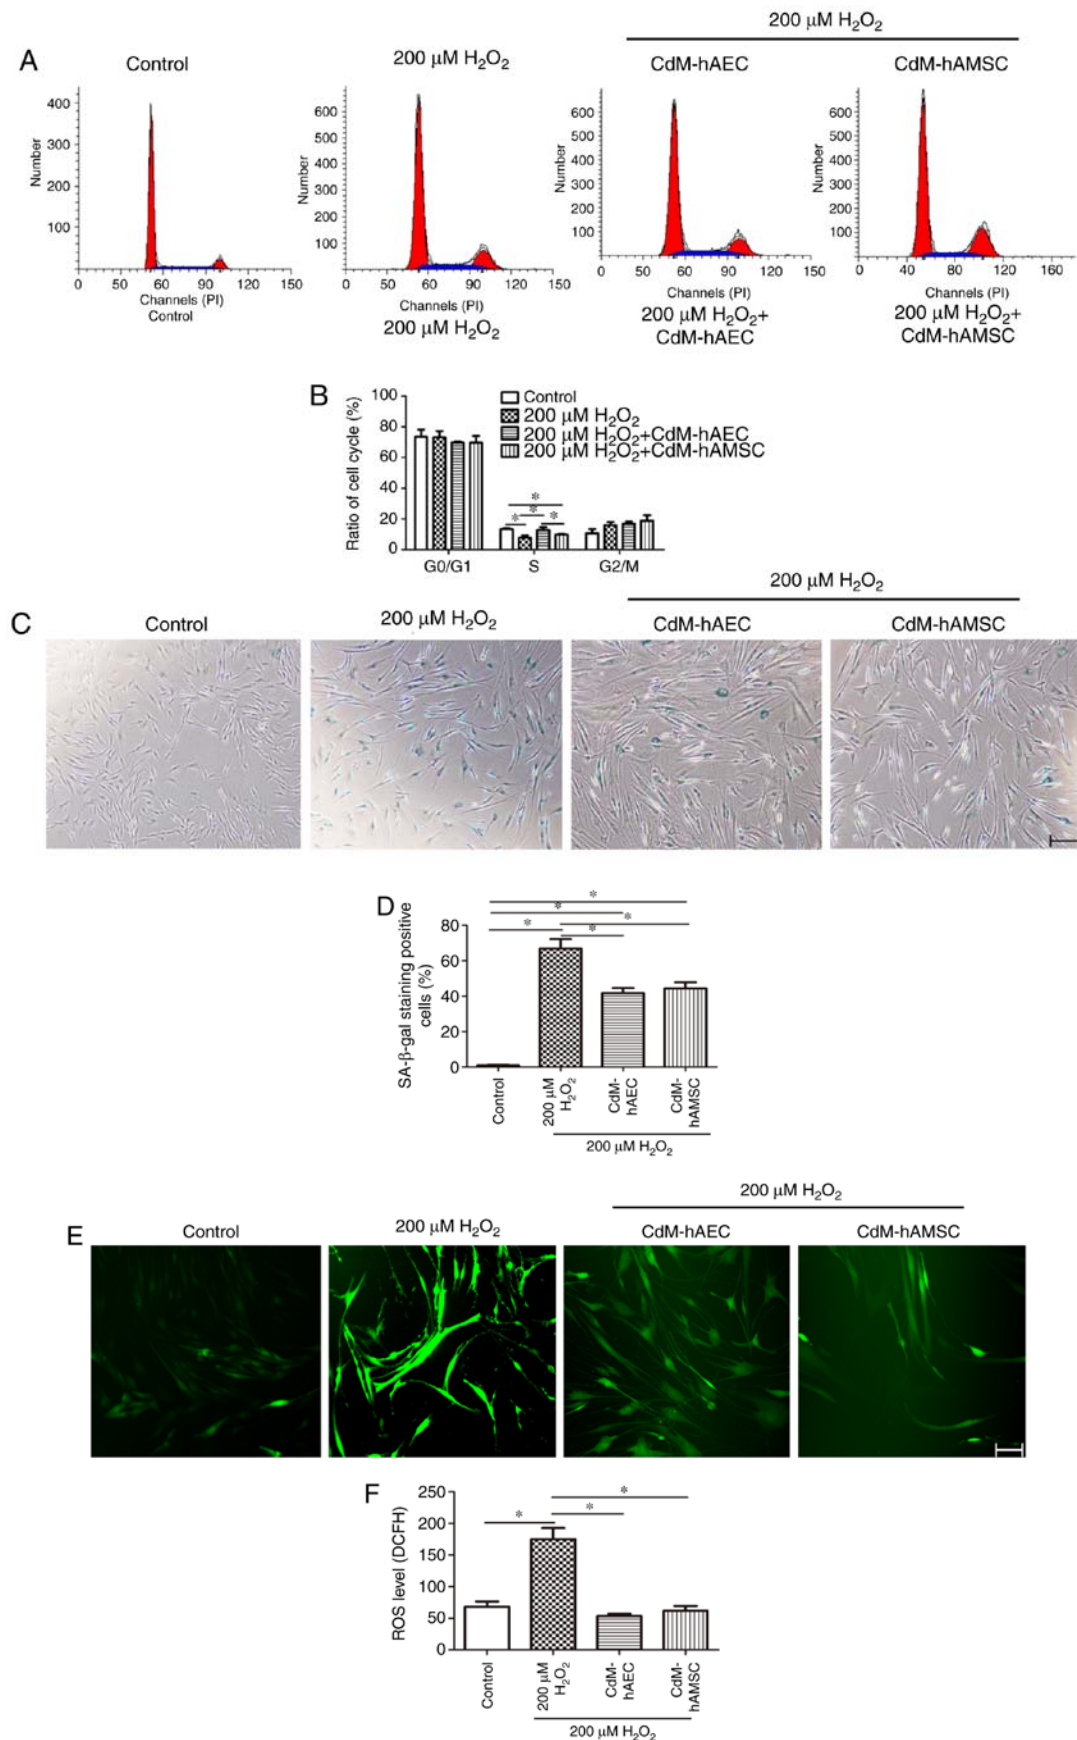 200 μM H₂O₂
A
Control
200 μM H₂O₂
CdM-hAEC
CdM-hAMSC
400
300
200
100
Number
0 30 60 90 120 150
Channels (PI)
Control
600
500
400
300
200
100
Number
0 30 60 90 120 150
Channels (PI)
200 μM H₂O₂
700
600
500
400
300
200
100
0
Number
0 30 60 90 120 150
Channels (PI)
200 μM H₂O₂+
CdM-hAEC
700
600
500
400
300
200
100
0
Number
0 40 80 120 160
Channels (PI)
200 μM H₂O₂+
CdM-hAMSC
B
Ratio of cell cycle (%)
100
80
60
40
20
0
Control
200 μM H₂O₂
200 μM H₂O₂+CdM-hAEC
200 μM H₂O₂+CdM-hAMSC
*
*
* *
G0/G1 S G2/M
200 μM H₂O₂
C
Control
200 μM H₂O₂
CdM-hAEC
CdM-hAMSC
D
SA-β-gal staining positive
cells (%)
80
60
40
20
0
*
*
* *
*
Control
200 μM
H₂O₂
CdM-
hAEC
CdM-
hAMSC
200 μM H₂O₂
200 μM H₂O₂
E
Control
200 μM H₂O₂
CdM-hAEC
CdM-hAMSC
F
ROS level (DCFH)
250
200
150
100
50
0
*
* *
Control
200 μM
H₂O₂
CdM-
hAEC
CdM-
hAMSC
200 μM H₂O₂